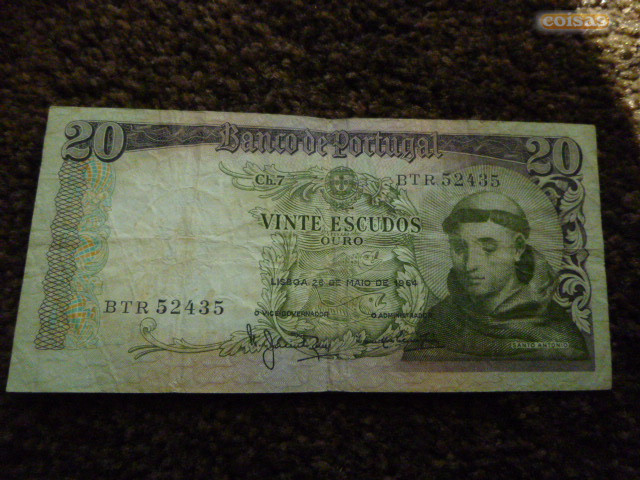 coisas
20 Banco de Portugal 20
Ch.7 BTR 52435
VINTE ESCUDOS
OURO
LISBOA 26 DE MAIO DE 1964
BTR 52435
O VICE-GOVERNADOR O ADMINISTRADOR
SANTO ANTÓNIO